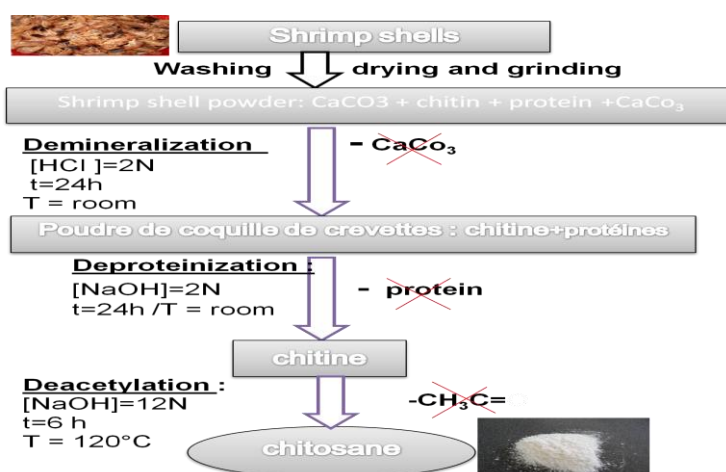 Shrimp shells
Washing drying and grinding
Shrimp shell powder: CaCO3 + chitin + protein +CaCo₃
Demineralization
- CaCo₃
[HCl ]=2N
t=24h
T = room
Poudre de coquille de crevettes : chitine+protéines
Deproteinization :
- protein
[NaOH]=2N
t=24h /T = room
chitine
Deacetylation :
-CH₃C=
[NaOH]=12N
t=6 h
T = 120°C
chitosane